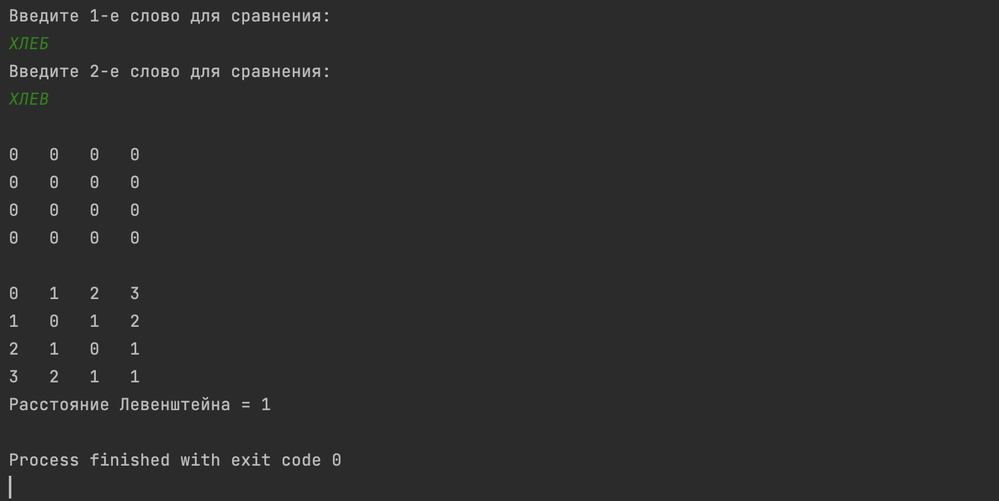 Введите 1-е слово для сравнения:
ХЛЕБ
Введите 2-е слово для сравнения:
ХЛЕВ
0 0 0 0
0 0 0 0
0 0 0 0
0 0 0 0
0 1 2 3
1 0 1 2
2 1 0 1
3 2 1 1
Расстояние Левенштейна = 1
Process finished with exit code 0